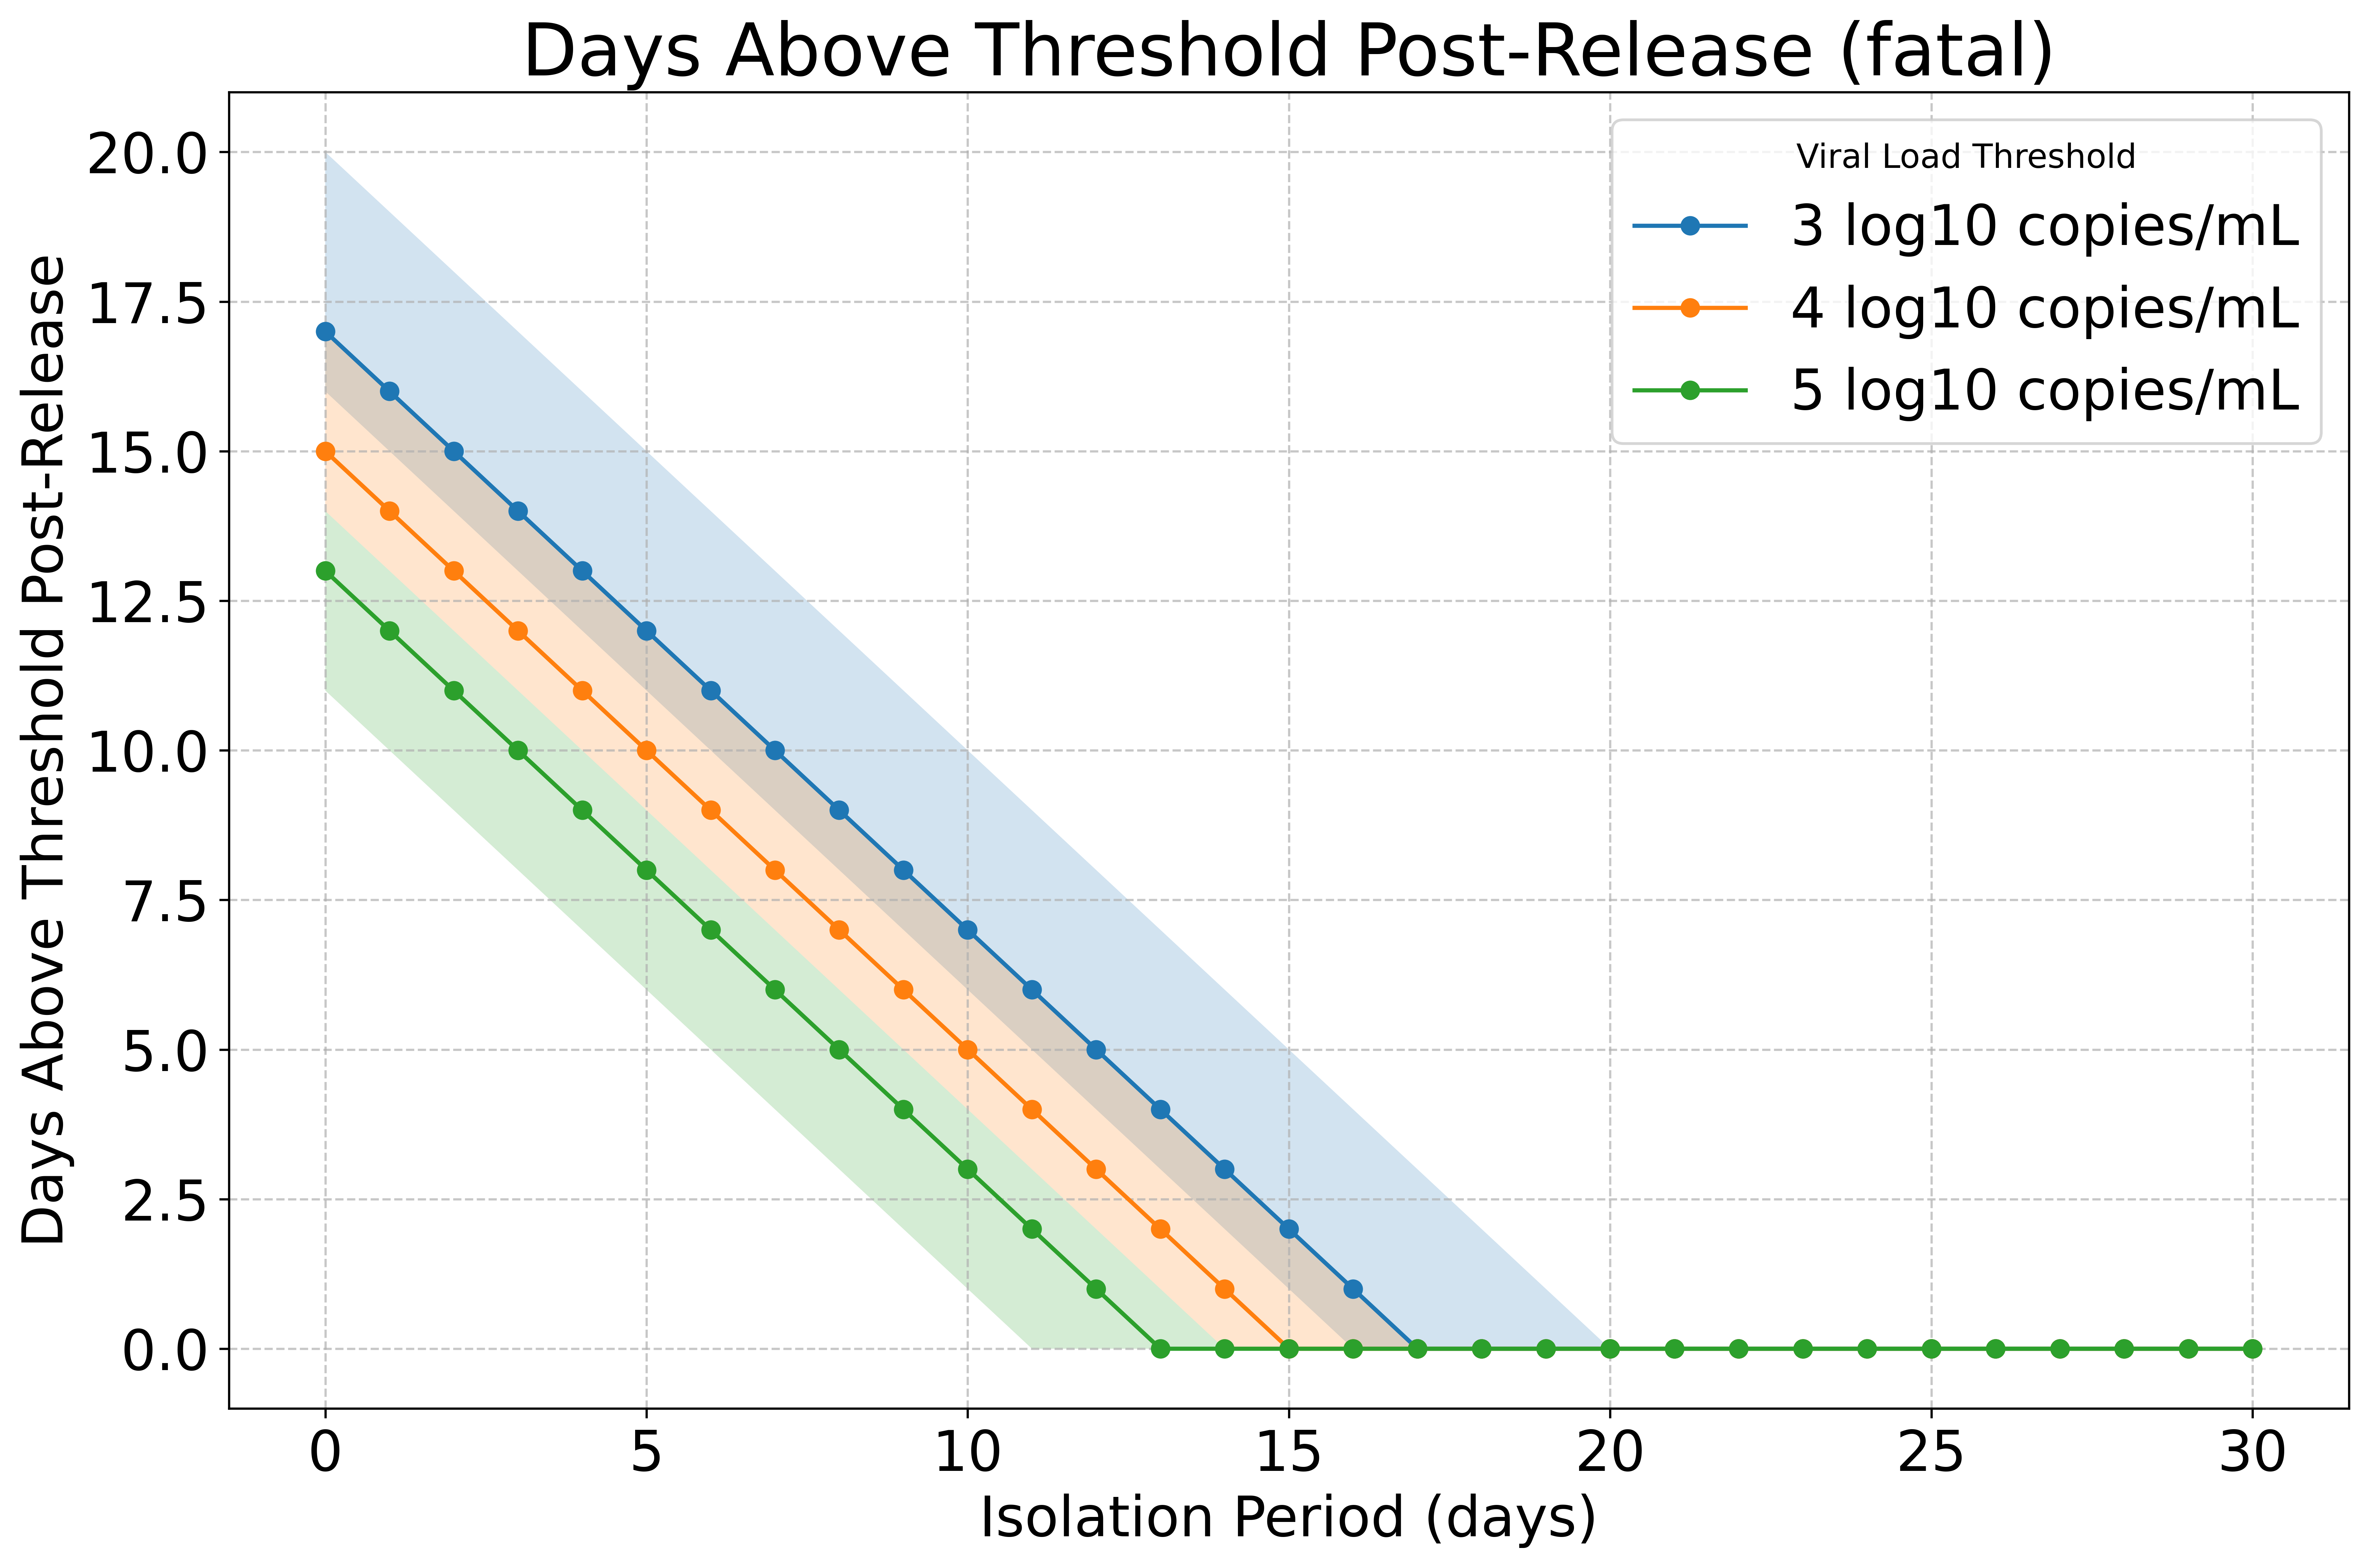 Days Above Threshold Post-Release (fatal)
Days Above Threshold Post-Release
20.0
17.5
15.0
12.5
10.0
7.5
5.0
2.5
0.0
Viral Load Threshold
3 log10 copies/mL
4 log10 copies/mL
5 log10 copies/mL
0 5 10 15 20 25 30
Isolation Period (days)